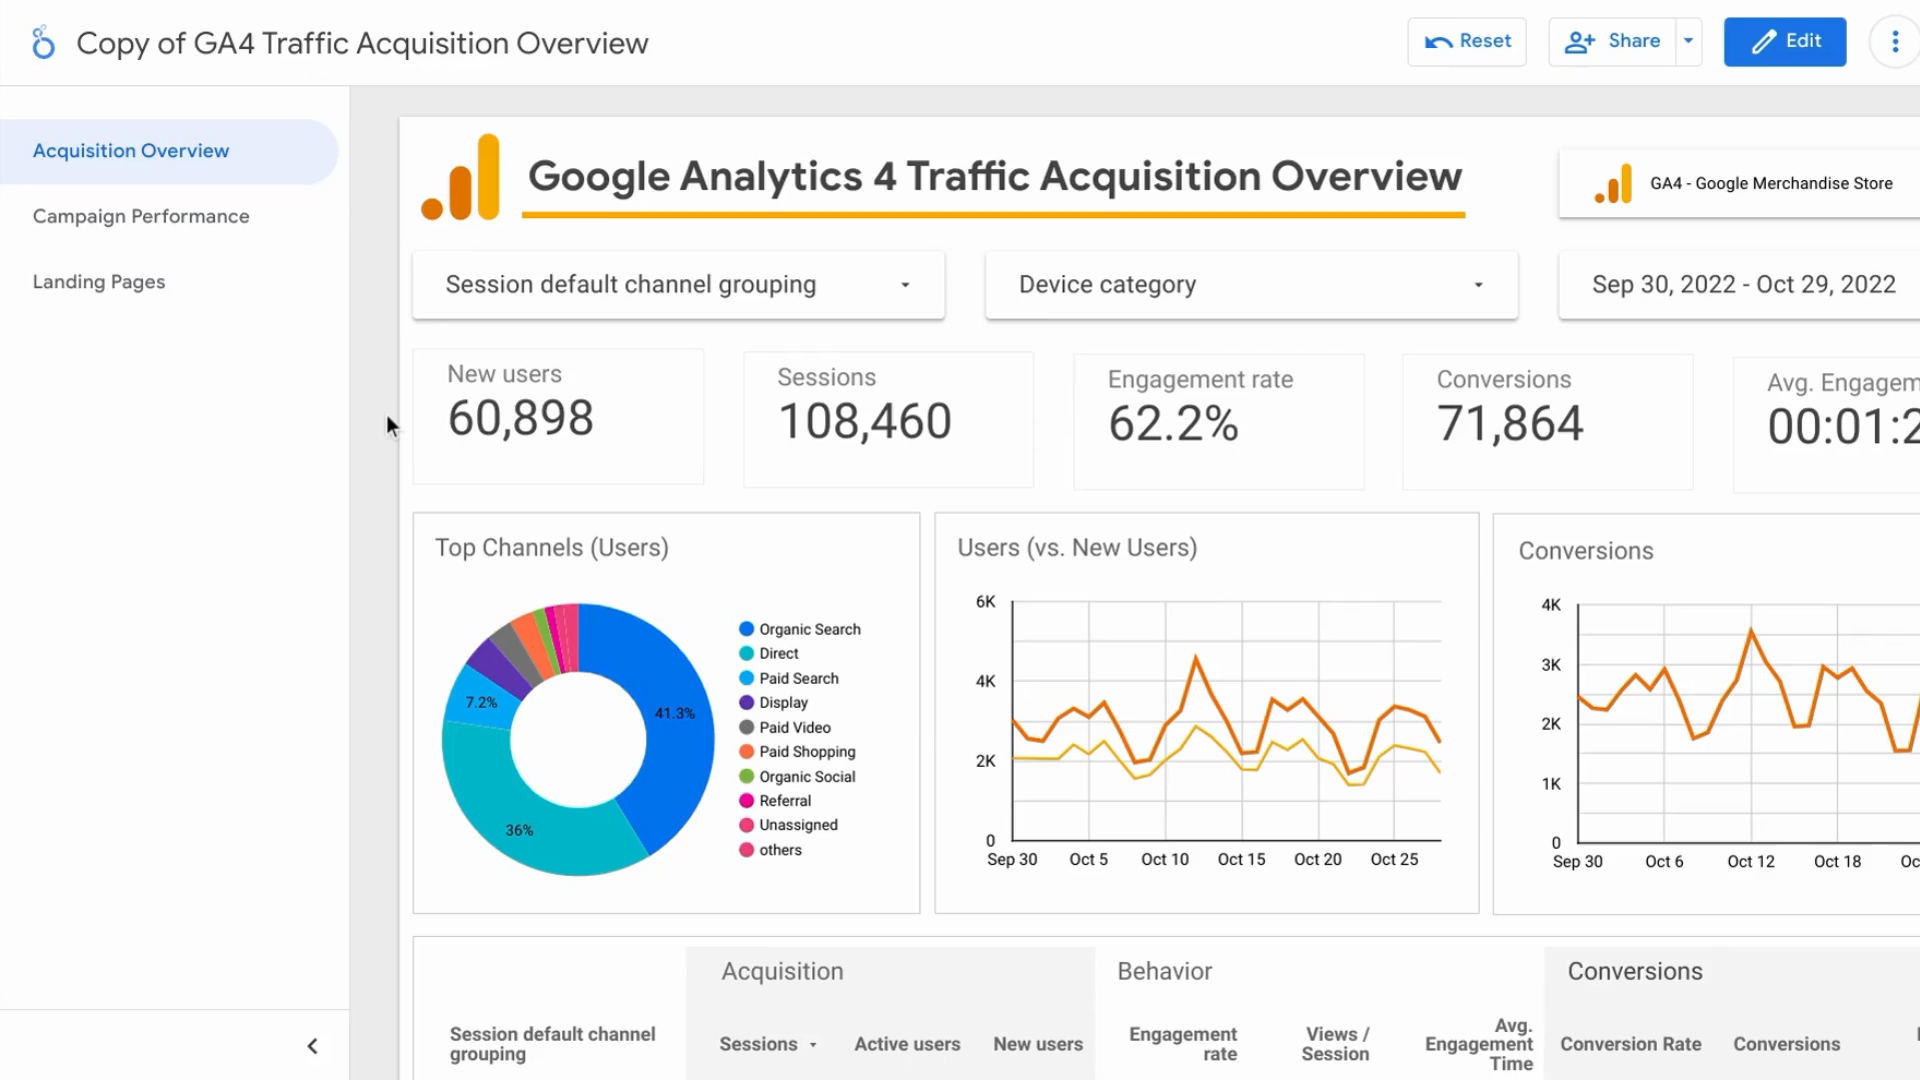 Copy of GA4 Traffic Acquisition Overview
Reset
Share
Edit
Acquisition Overview
Campaign Performance
Landing Pages
Google Analytics 4 Traffic Acquisition Overview
GA4 - Google Merchandise Store
Session default channel grouping
Device category
Sep 30, 2022 - Oct 29, 2022
New users
60,898
Sessions
108,460
Engagement rate
62.2%
Conversions
71,864
Avg. Engagem
00:01:2
Top Channels (Users)
41.3%
7.2%
36%
Organic Search
Direct
Paid Search
Display
Paid Video
Paid Shopping
Organic Social
Referral
Unassigned
others
Users (vs. New Users)
6K
4K
2K
0
Sep 30 Oct 5 Oct 10 Oct 15 Oct 20 Oct 25
Conversions
4K
3K
2K
1K
0
Sep 30 Oct 6 Oct 12 Oct 18 Oc
Acquisition
Behavior
Conversions
Session default channel
grouping
Sessions
Active users
New users
Engagement
rate
Views /
Session
Avg.
Engagement
Time
Conversion Rate
Conversions